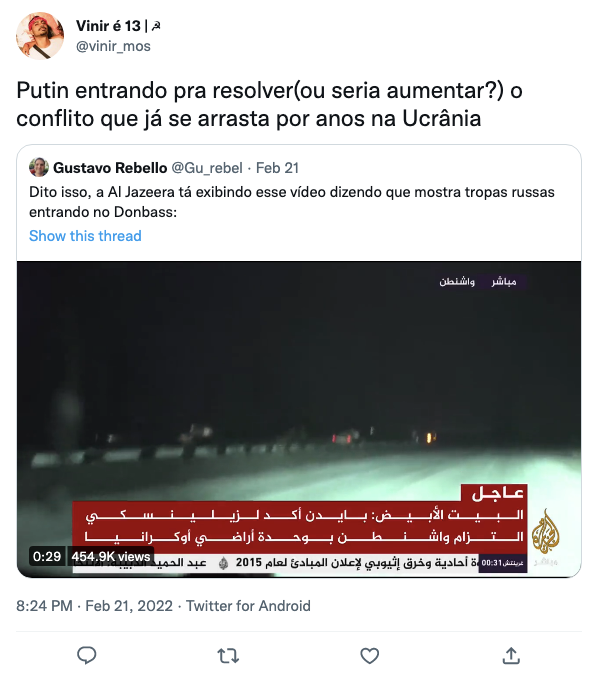 Vinir é 13 | ☭
@vinir_mos
Putin entrando pra resolver(ou seria aumentar?) o
conflito que já se arrasta por anos na Ucrânia
Gustavo Rebello @Gu_rebel · Feb 21
Dito isso, a Al Jazeera tá exibindo esse vídeo dizendo que mostra tropas russas
entrando no Donbass:
Show this thread
مباشر واشنطن
عاجل
البيت الأبيض: بايدن أكد لزيلينسكي
التزام واشنطن بوحدة أراضي أوكرانيا
0:29 454.9K views
غرينتش 00:31 ة أحادية وخرق إثيوبي لإعلان المبادئ لعام 2015 عبد الحميد الدبيبة:
8:24 PM · Feb 21, 2022 · Twitter for Android